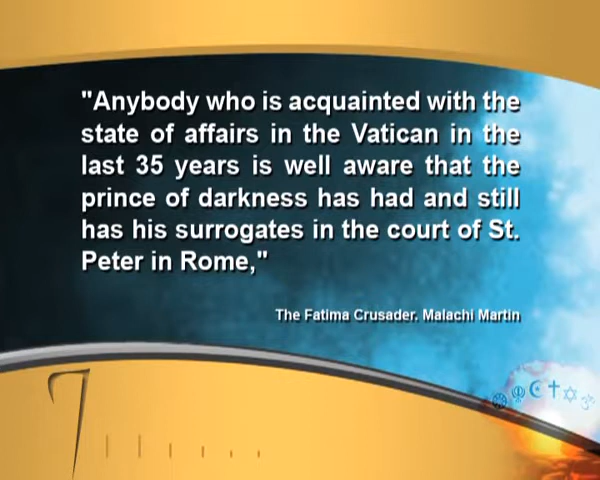 "Anybody who is acquainted with the
state of affairs in the Vatican in the
last 35 years is well aware that the
prince of darkness has had and still
has his surrogates in the court of St.
Peter in Rome,"
The Fatima Crusader. Malachi Martin